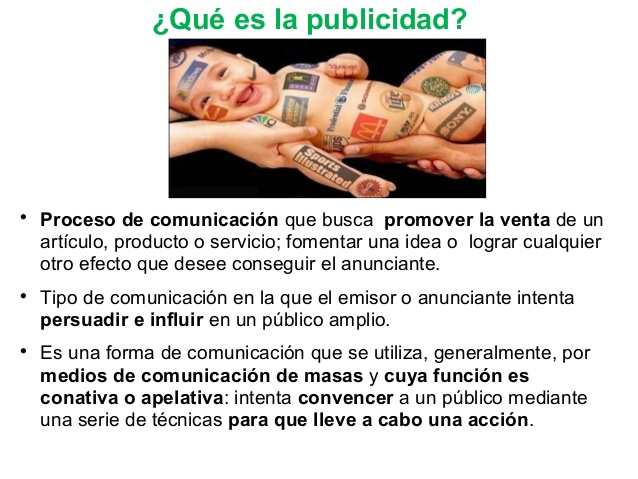 ¿Qué es la publicidad?
Windows
Prudential Financial
Lite
SONY
Sports
Illustrated
• Proceso de comunicación que busca  promover la venta de un
artículo, producto o servicio; fomentar una idea o  lograr cualquier
otro efecto que desee conseguir el anunciante.
• Tipo de comunicación en la que el emisor o anunciante intenta
persuadir e influir en un público amplio.
• Es una forma de comunicación que se utiliza, generalmente, por
medios de comunicación de masas y cuya función es
conativa o apelativa: intenta convencer a un público mediante
una serie de técnicas para que lleve a cabo una acción.